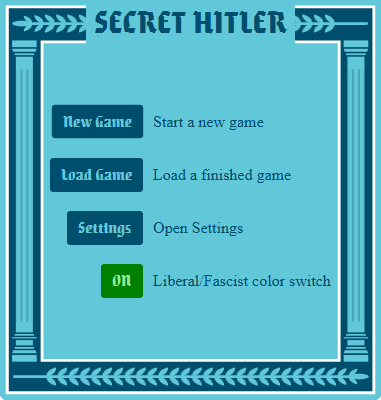 SECRET HITLER
New Game Start a new game
Load Game Load a finished game
Settings Open Settings
ON Liberal/Fascist color switch